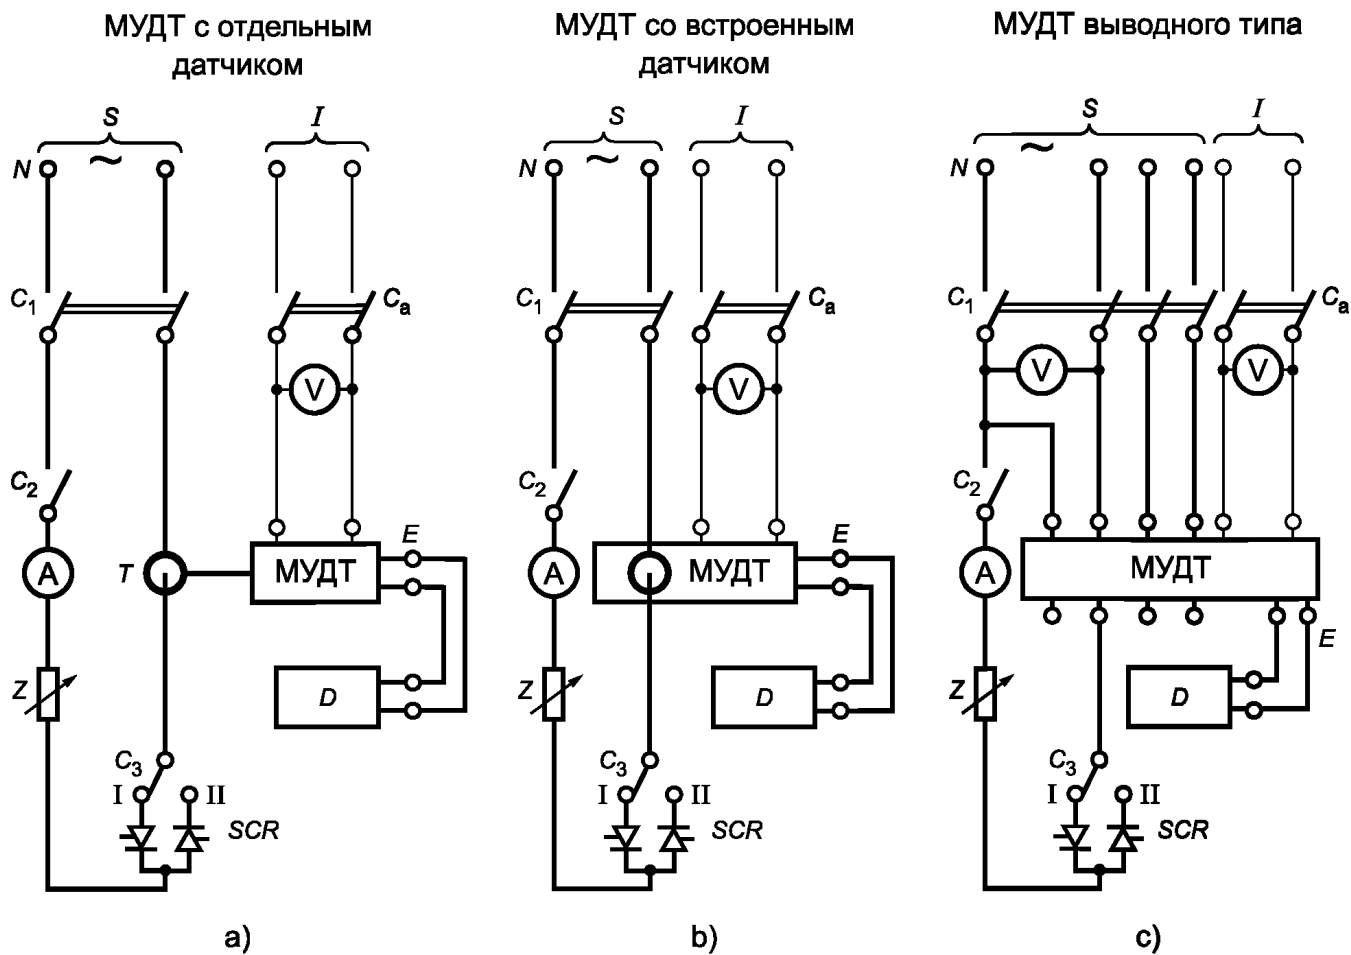 МУДТ с отдельным
датчиком
S
I
~
N
C1
Ca
V
C2
E
A
T
МУДТ
Z
D
C3
I
II
SCR
a)
МУДТ со встроенным
датчиком
S
I
~
N
C1
Ca
V
C2
E
A
МУДТ
Z
D
C3
I
II
SCR
b)
МУДТ выводного типа
S
I
~
N
C1
Ca
V
V
C2
A
МУДТ
E
Z
D
C3
I
II
SCR
c)